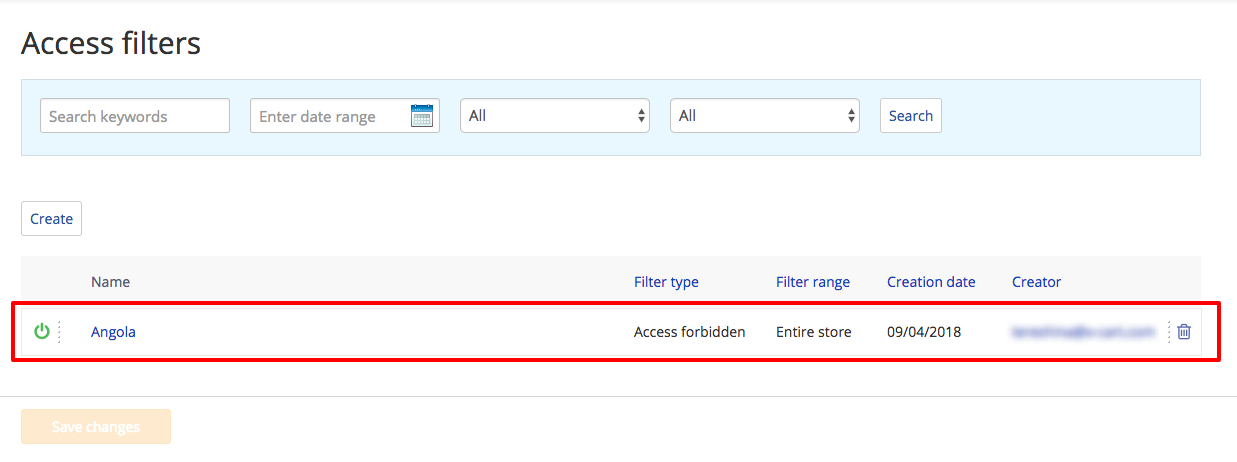 Access filters
Search keywords Enter date range All All Search
Create
Name Filter type Filter range Creation date Creator
Angola Access forbidden Entire store 09/04/2018
Save changes